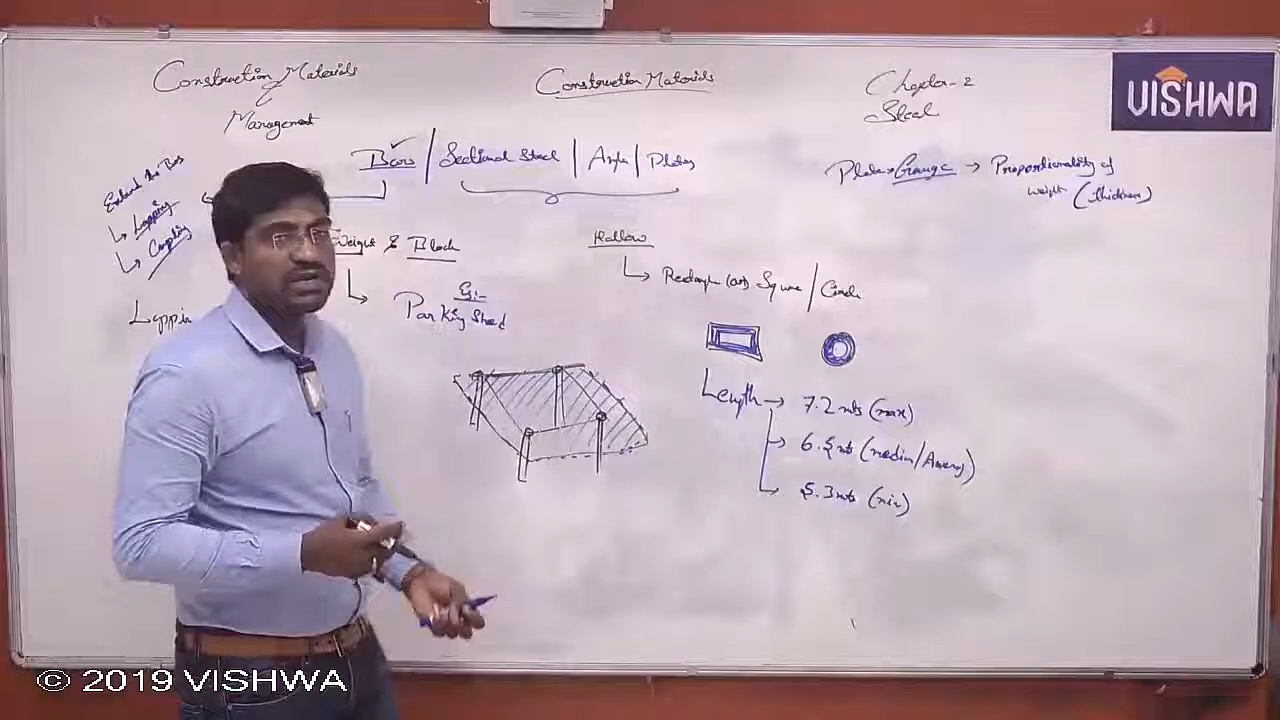 Construction Materials
&
Management
Construction Materials
Chapter-2
Steel
VISHWA
Bars / Sectional Steel / Angle / Plates
Extend the Bars
Lapping
Coupling
Plates → Guage → Proportionality of
weight (thickness)
Weight & Block
Hollow
Rectangle (or) Square / Circle
Eg:-
Parking Shed
Lappin
Length → 7.2 mts (max)
6.5 mts (medium/Average)
5.3 mts (min)
© 2019 VISHWA